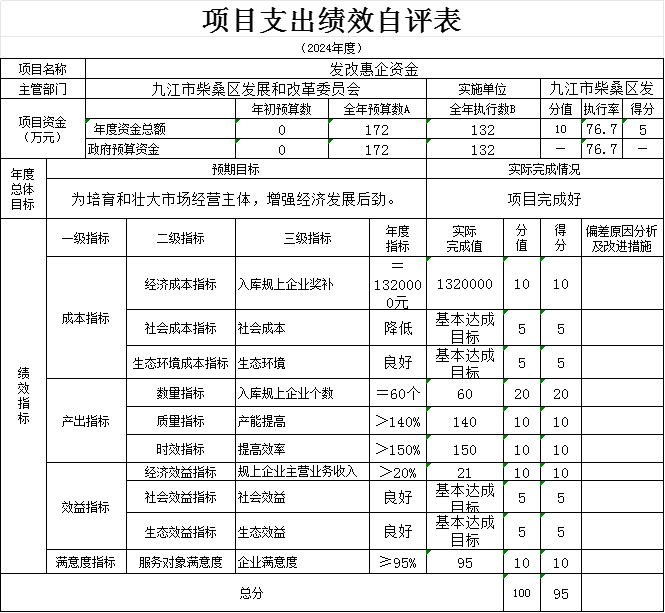 项目支出绩效自评表
（2024年度）
项目名称 发改惠企资金
主管部门 九江市柴桑区发展和改革委员会 实施单位 九江市柴桑区发
项目资金（万元） 年初预算数 全年预算数A 全年执行数B 分值 执行率 得分
年度资金总额 0 172 132 10 76.7 5
政府预算资金 0 172 132 — 76.7 —
年度总体目标 预期目标 实际完成情况
为培育和壮大市场经营主体，增强经济发展后劲。 项目完成好
绩效指标 一级指标 二级指标 三级指标 年度指标 实际完成值 分值 得分 偏差原因分析及改进措施
成本指标 经济成本指标 入库规上企业奖补 ＝1320000元 1320000 10 10
社会成本指标 社会成本 降低 基本达成目标 5 5
生态环境成本指标 生态环境 良好 基本达成目标 5 5
产出指标 数量指标 入库规上企业个数 ＝60个 60 20 20
质量指标 产能提高 ＞140% 140 10 10
时效指标 提高效率 ＞150% 150 10 10
效益指标 经济效益指标 规上企业主营业务收入 ＞20% 21 10 10
社会效益指标 社会效益 良好 基本达成目标 5 5
生态效益指标 生态效益 良好 基本达成目标 5 5
满意度指标 服务对象满意度 企业满意度 ≥95% 95 10 10
总分 100 95